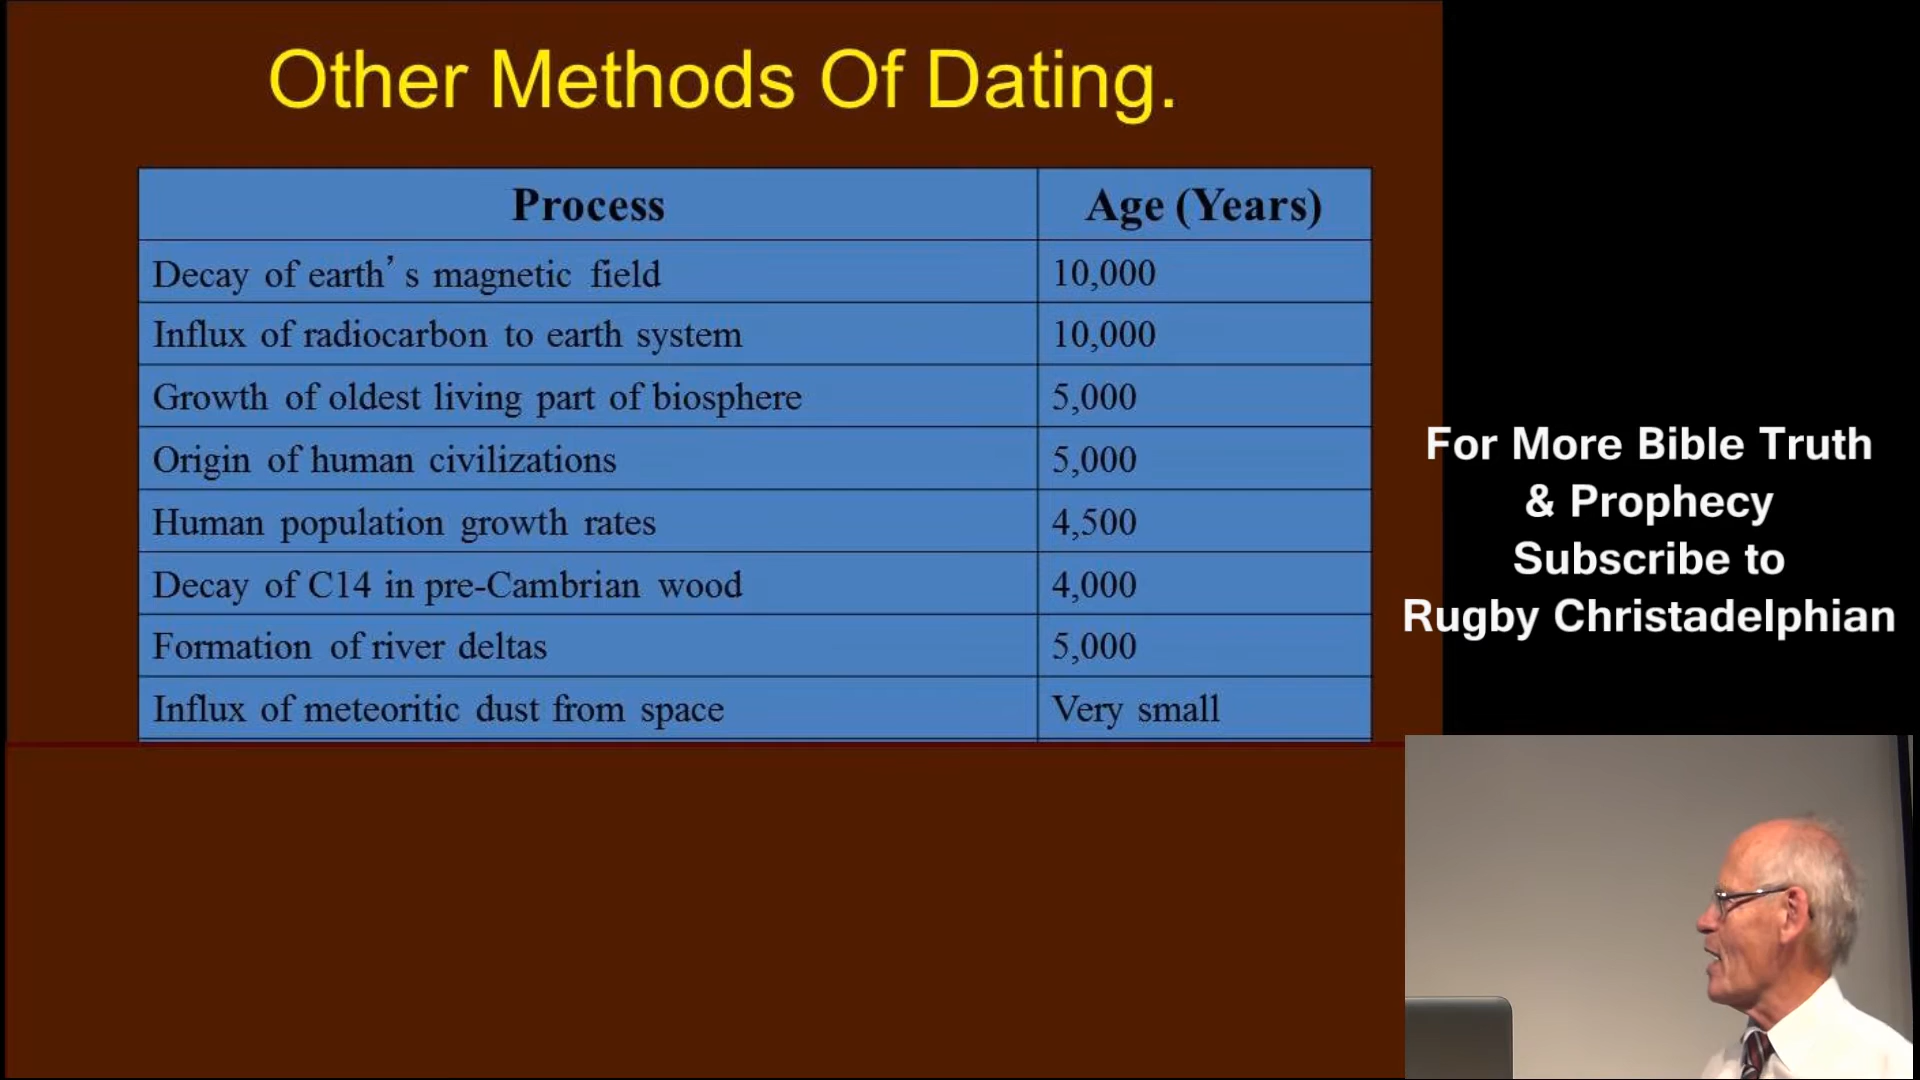 Other Methods Of Dating.
Process Age (Years)
Decay of earth’s magnetic field 10,000
Influx of radiocarbon to earth system 10,000
Growth of oldest living part of biosphere 5,000
Origin of human civilizations 5,000
Human population growth rates 4,500
Decay of C14 in pre-Cambrian wood 4,000
Formation of river deltas 5,000
Influx of meteoritic dust from space Very small
For More Bible Truth
& Prophecy
Subscribe to
Rugby Christadelphian